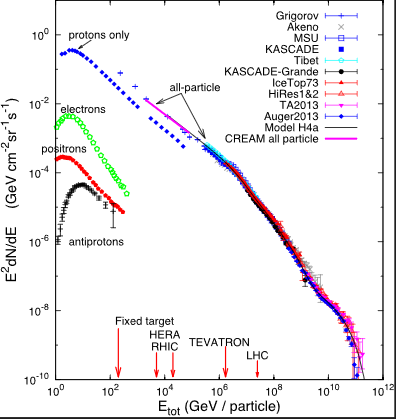 E²dN/dE    (GeV cm⁻²sr⁻¹s⁻¹)
10⁰
10⁻²
10⁻⁴
10⁻⁶
10⁻⁸
10⁻¹⁰
protons only
all-particle
electrons
positrons
antiprotons
Grigorov
Akeno
MSU
KASCADE
Tibet
KASCADE-Grande
IceTop73
HiRes1&2
TA2013
Auger2013
Model H4a
CREAM all particle
Fixed target
HERA
RHIC
TEVATRON
LHC
10⁰ 10² 10⁴ 10⁶ 10⁸ 10¹⁰ 10¹²
E_tot (GeV / particle)